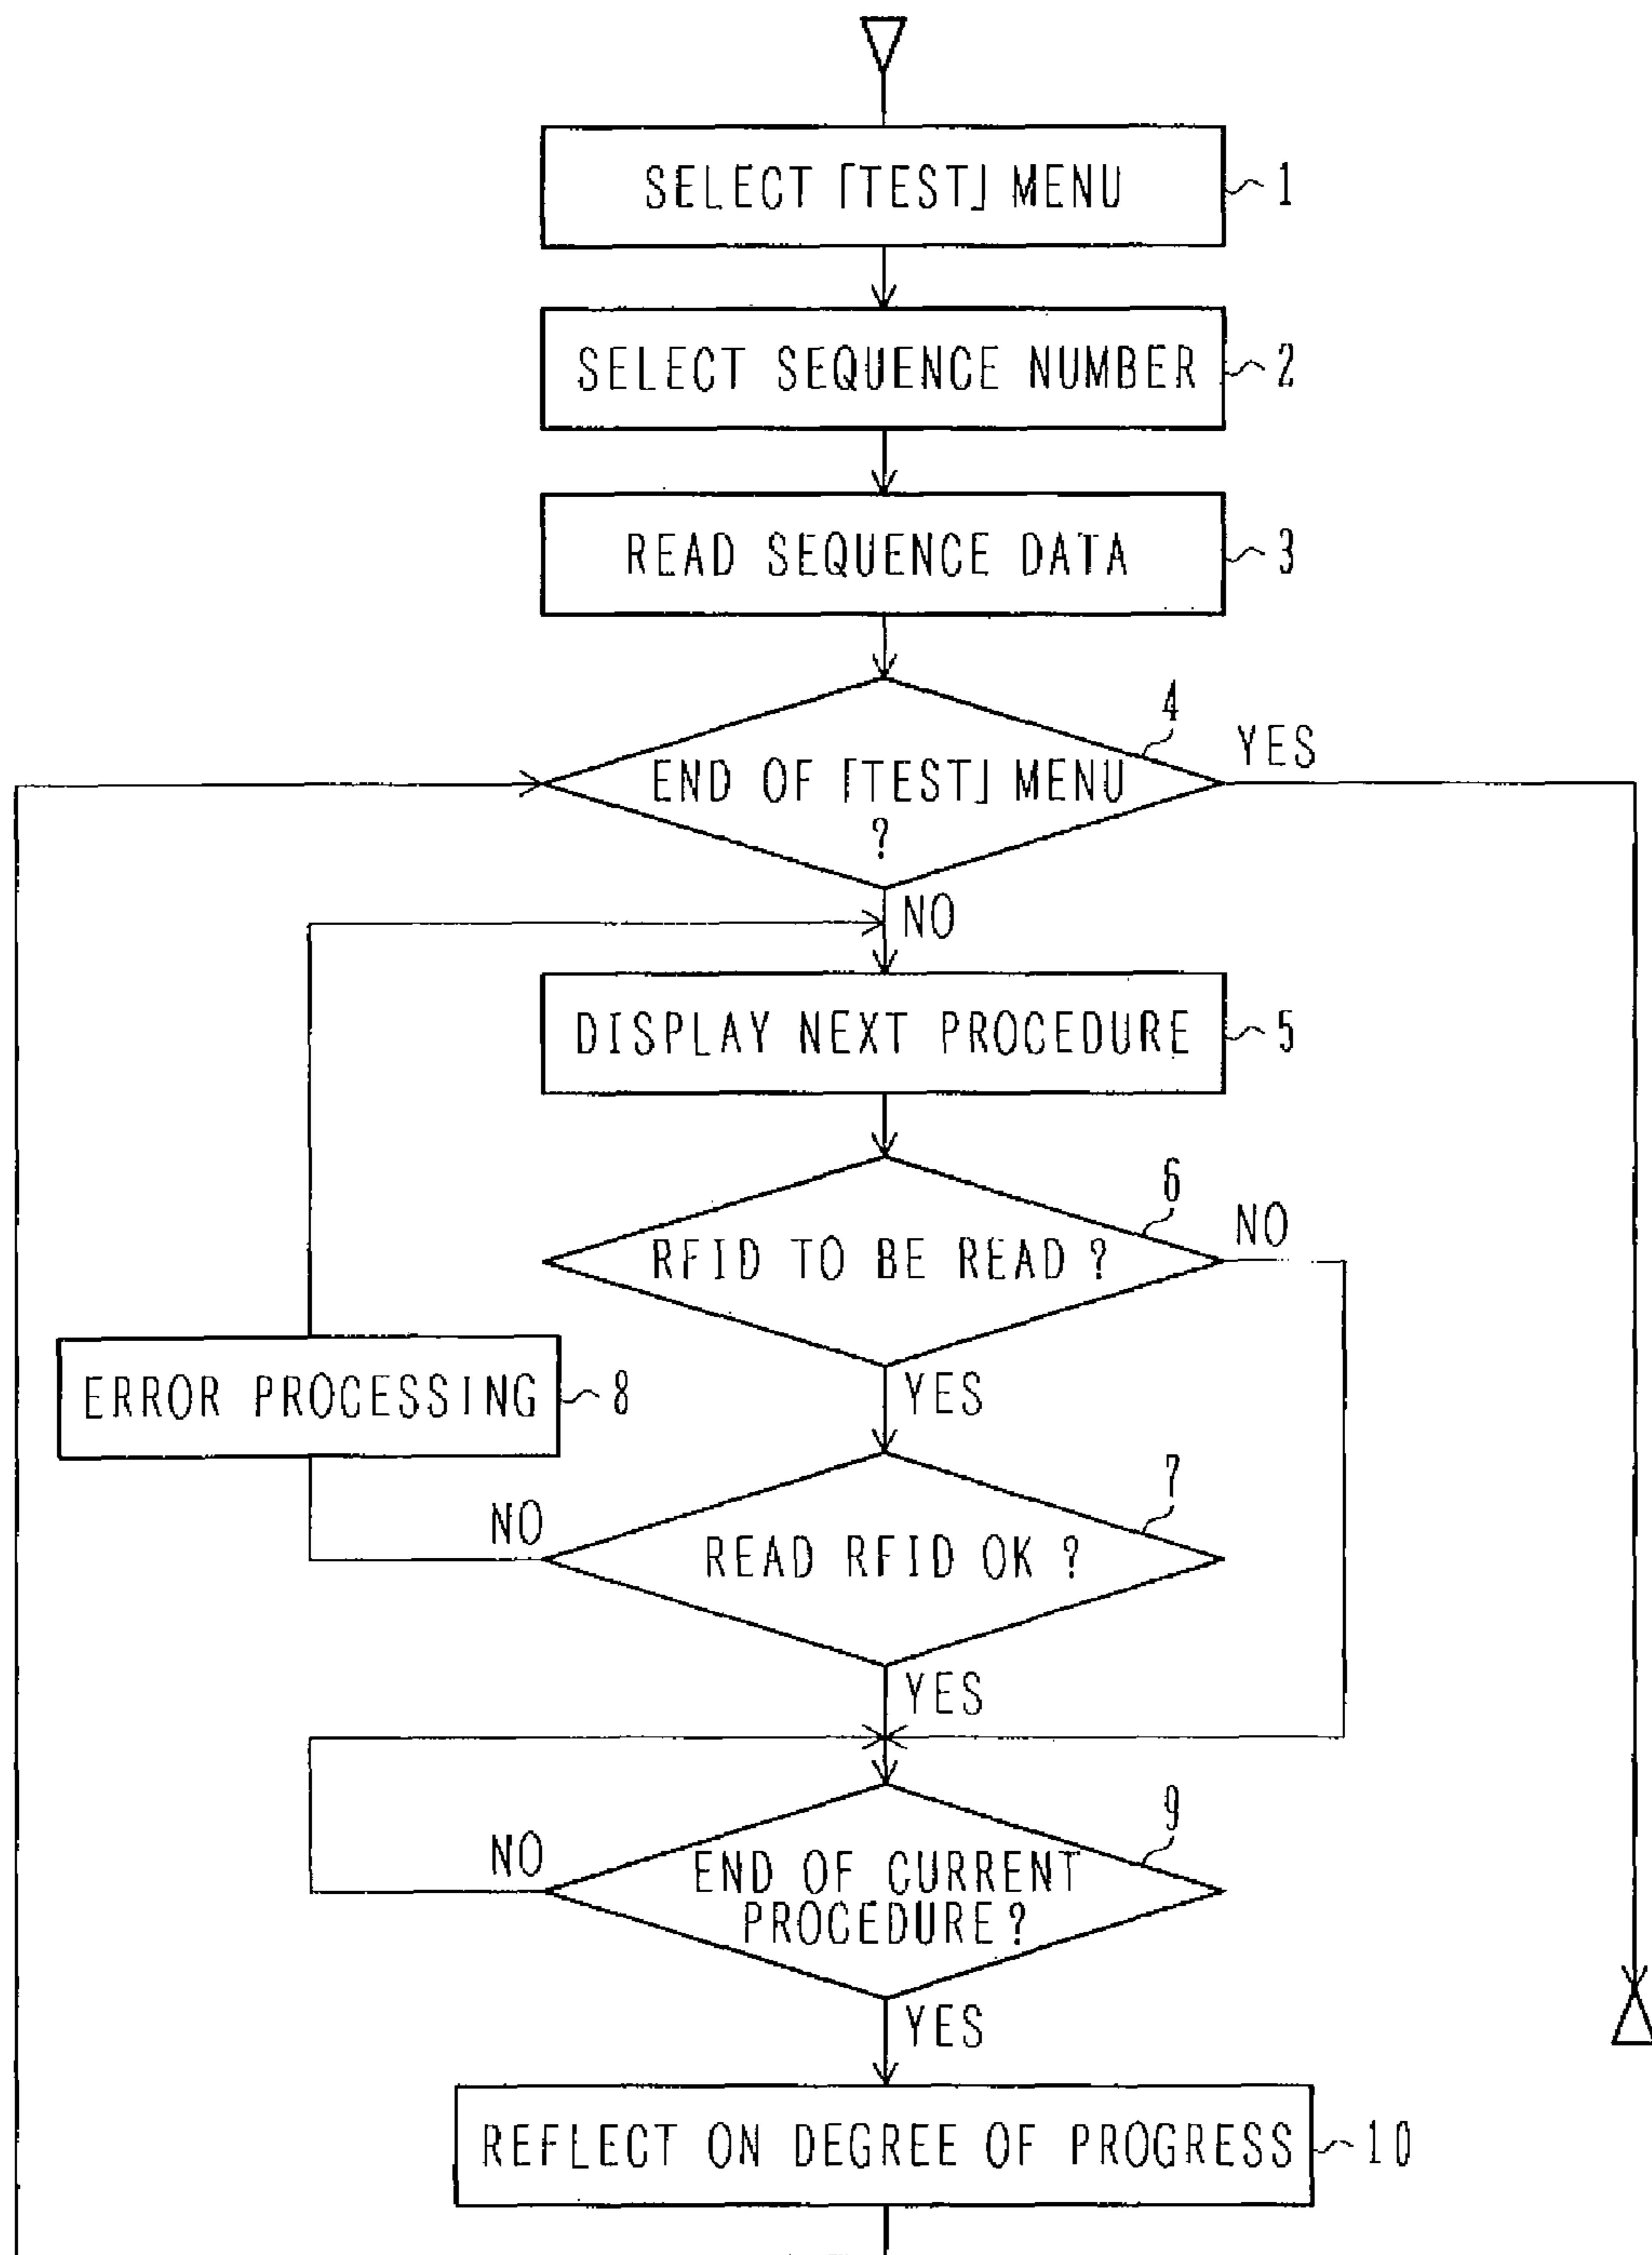 SELECT 「TEST」 MENU
1
SELECT SEQUENCE NUMBER
2
READ SEQUENCE DATA
3
4
YES
END OF 「TEST」 MENU
?
NO
DISPLAY NEXT PROCEDURE
5
6
NO
RFID TO BE READ ?
ERROR PROCESSING
8
YES
7
NO
READ RFID OK ?
YES
9
NO
END OF CURRENT
PROCEDURE ?
YES
REFLECT ON DEGREE OF PROGRESS
10